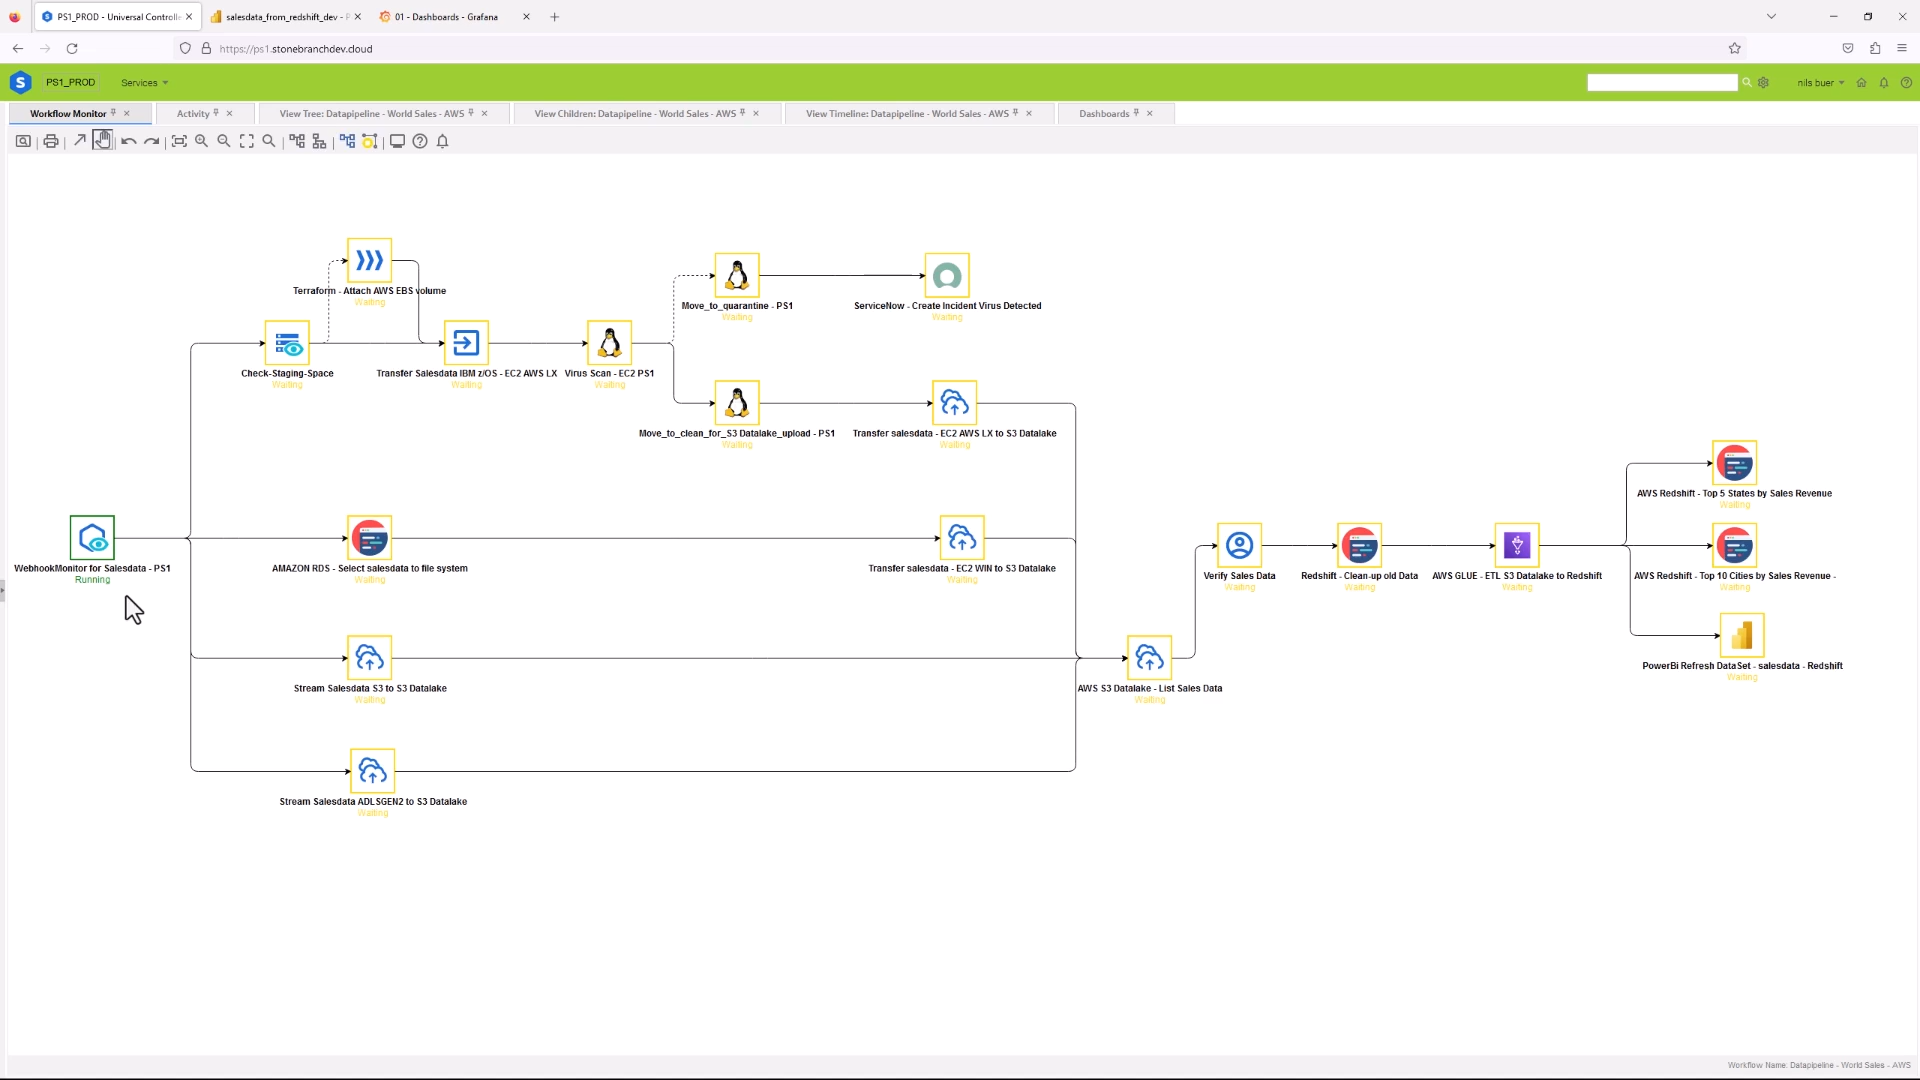 PS1_PROD - Universal Controlle
salesdata_from_redshift_dev - P
01 - Dashboards - Grafana
https://ps1.stonebranchdev.cloud
S
PS1_PROD
Services
nils buer
Workflow Monitor
Activity
View Tree: Datapipeline - World Sales - AWS
View Children: Datapipeline - World Sales - AWS
View Timeline: Datapipeline - World Sales - AWS
Dashboards
Terraform - Attach AWS EBS volume
Waiting
Move_to_quarantine - PS1
Waiting
ServiceNow - Create Incident Virus Detected
Waiting
Check-Staging-Space
Waiting
Transfer Salesdata IBM z/OS - EC2 AWS LX
Waiting
Virus Scan - EC2 PS1
Waiting
Move_to_clean_for_S3 Datalake_upload - PS1
Waiting
Transfer salesdata - EC2 AWS LX to S3 Datalake
Waiting
AWS Redshift - Top 5 States by Sales Revenue
Waiting
WebhookMonitor for Salesdata - PS1
Running
AMAZON RDS - Select salesdata to file system
Waiting
Transfer salesdata - EC2 WIN to S3 Datalake
Waiting
Verify Sales Data
Waiting
Redshift - Clean-up old Data
Waiting
AWS GLUE - ETL S3 Datalake to Redshift
Waiting
AWS Redshift - Top 10 Cities by Sales Revenue -
Waiting
Stream Salesdata S3 to S3 Datalake
Waiting
AWS S3 Datalake - List Sales Data
Waiting
PowerBi Refresh DataSet - salesdata - Redshift
Waiting
Stream Salesdata ADLSGEN2 to S3 Datalake
Waiting
Workflow Name: Datapipeline - World Sales - AWS